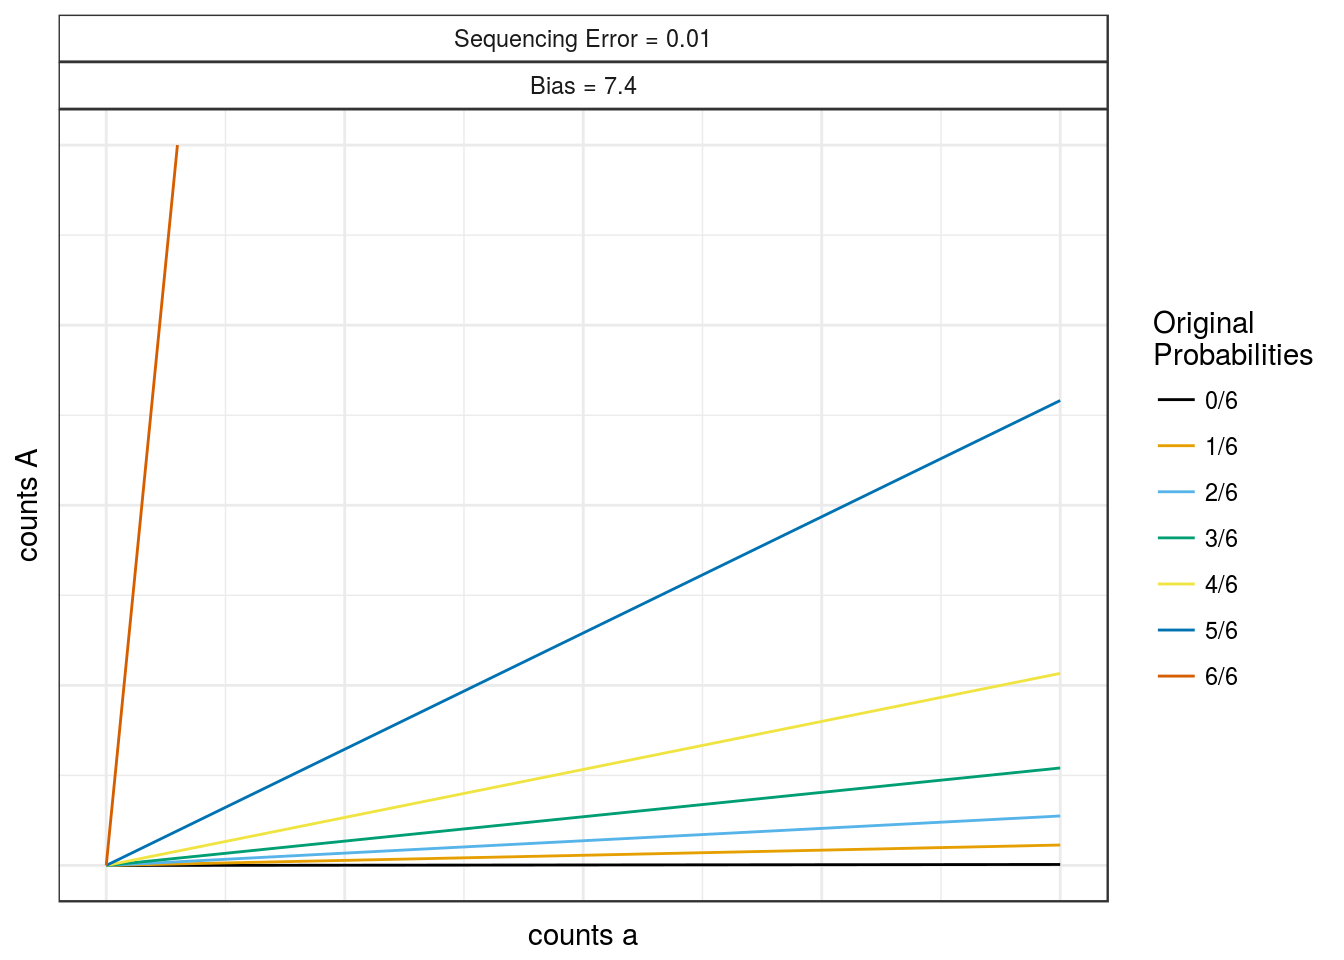 Sequencing Error = 0.01
Bias = 7.4
counts A
counts a
Original
Probabilities
0/6
1/6
2/6
3/6
4/6
5/6
6/6